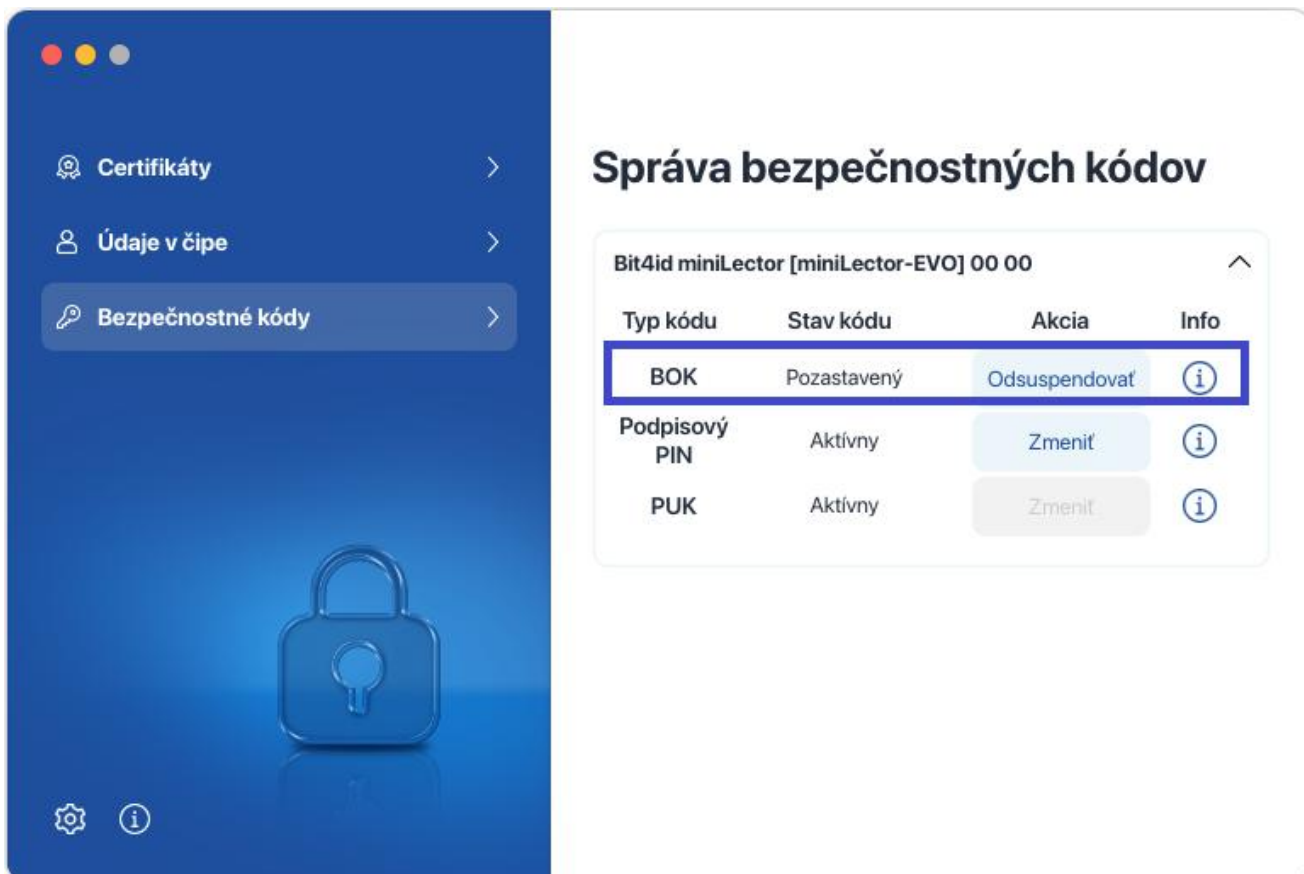 Certifikáty
Údaje v čipe
Bezpečnostné kódy
Správa bezpečnostných kódov
Bit4id miniLector [miniLector-EVO] 00 00
Typ kódu Stav kódu Akcia Info
BOK Pozastavený Odsuspendovať
Podpisový PIN Aktívny Zmeniť
PUK Aktívny Zmeniť